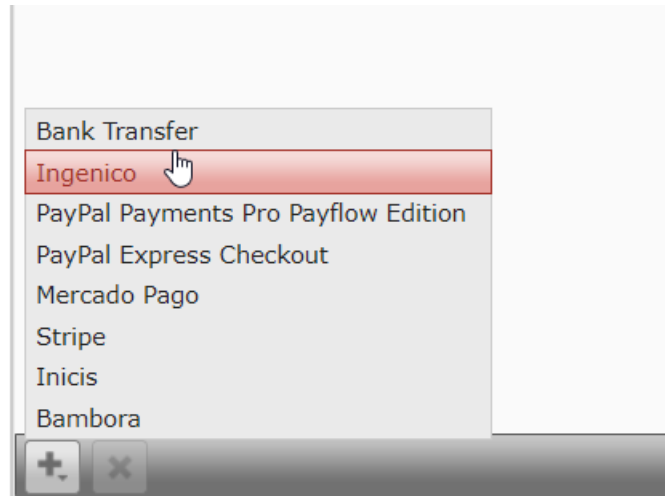 Bank Transfer
Ingenico
PayPal Payments Pro Payflow Edition
PayPal Express Checkout
Mercado Pago
Stripe
Inicis
Bambora